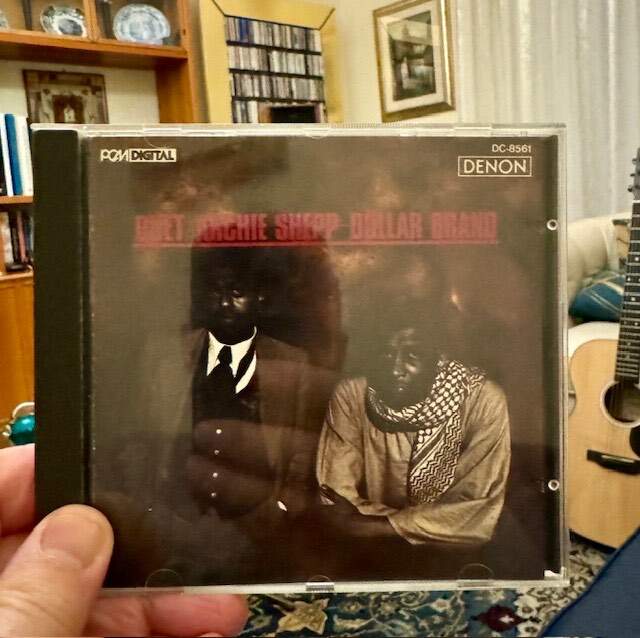 PCM DIGITAL
DC-8561
DENON
DUET ARCHIE SHEPP DOLLAR BRAND